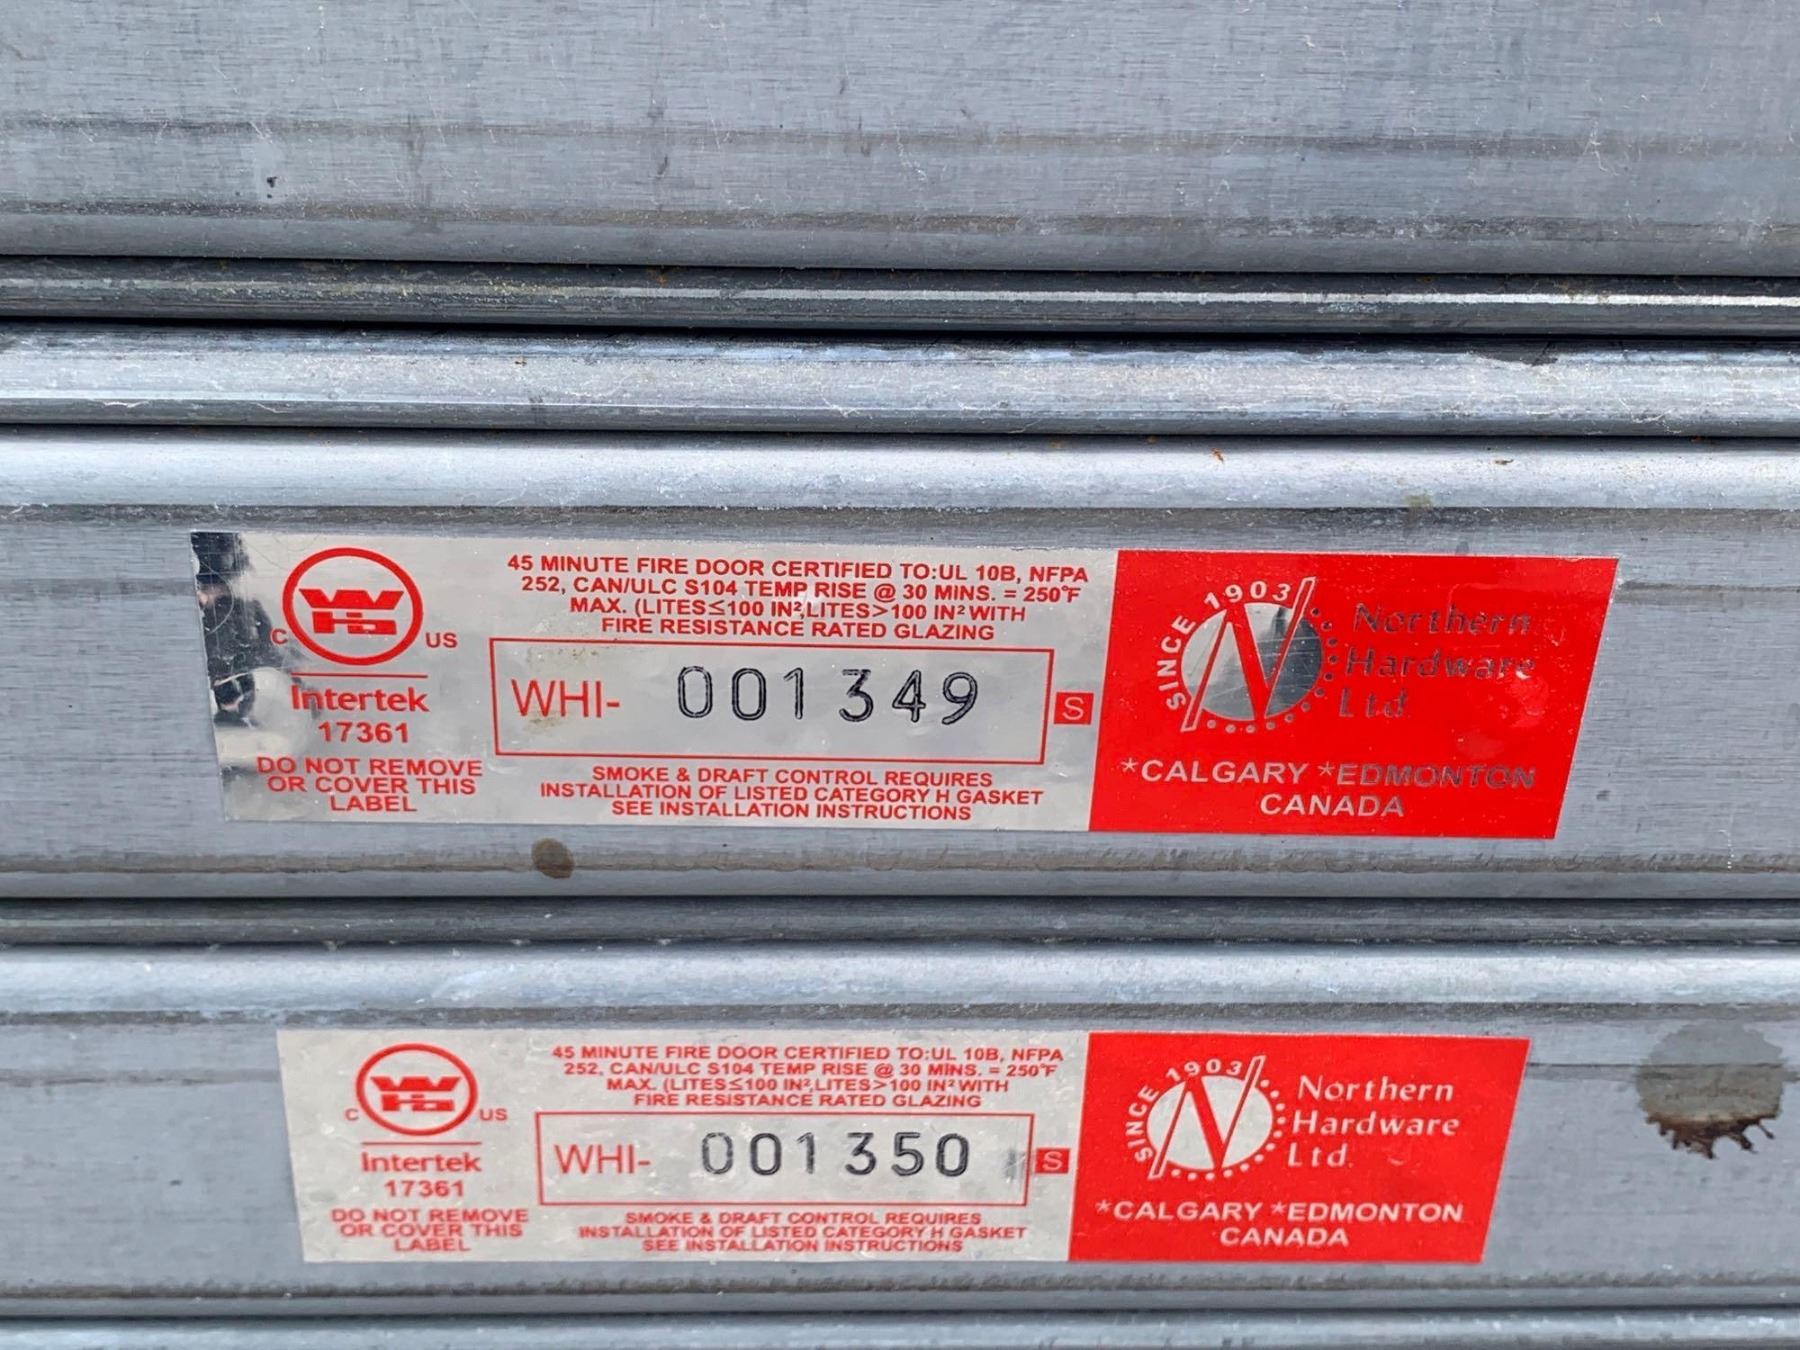 45 MINUTE FIRE DOOR CERTIFIED TO:UL 10B, NFPA
252, CAN/ULC S104 TEMP RISE @ 30 MINS. = 250°F
MAX. (LITES≤100 IN², LITES>100 IN² WITH
FIRE RESISTANCE RATED GLAZING
WH
C US
Intertek
17361
DO NOT REMOVE
OR COVER THIS
LABEL
WHI- 001349 S
SMOKE & DRAFT CONTROL REQUIRES
INSTALLATION OF LISTED CATEGORY H GASKET
SEE INSTALLATION INSTRUCTIONS
SINCE 1903
N
Northern
Hardware
Ltd.
*CALGARY *EDMONTON
CANADA
45 MINUTE FIRE DOOR CERTIFIED TO:UL 10B, NFPA
252, CAN/ULC S104 TEMP RISE @ 30 MINS. = 250°F
MAX. (LITES≤100 IN², LITES>100 IN² WITH
FIRE RESISTANCE RATED GLAZING
WH
C US
Intertek
17361
DO NOT REMOVE
OR COVER THIS
LABEL
WHI- 001350 S
SMOKE & DRAFT CONTROL REQUIRES
INSTALLATION OF LISTED CATEGORY H GASKET
SEE INSTALLATION INSTRUCTIONS
SINCE 1903
N
Northern
Hardware
Ltd.
*CALGARY *EDMONTON
CANADA